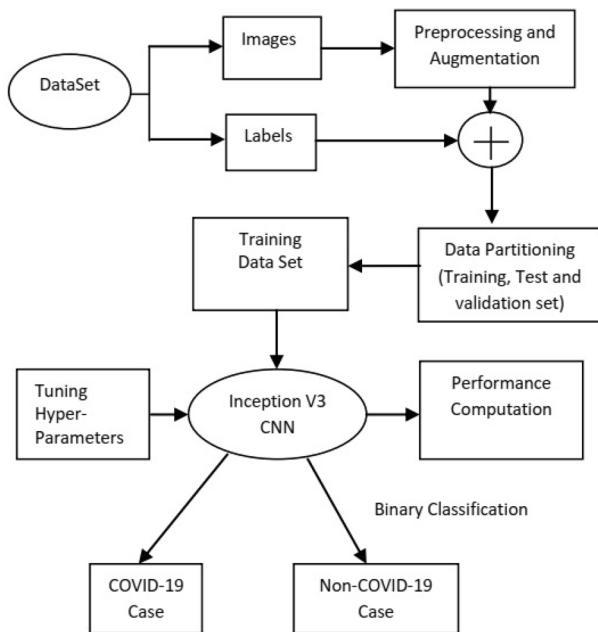 DataSet
Images
Preprocessing and
Augmentation
Labels
Training
Data Set
Data Partitioning
(Training, Test and
validation set)
Tuning
Hyper-
Parameters
Inception V3
CNN
Performance
Computation
Binary Classification
COVID-19
Case
Non-COVID-19
Case